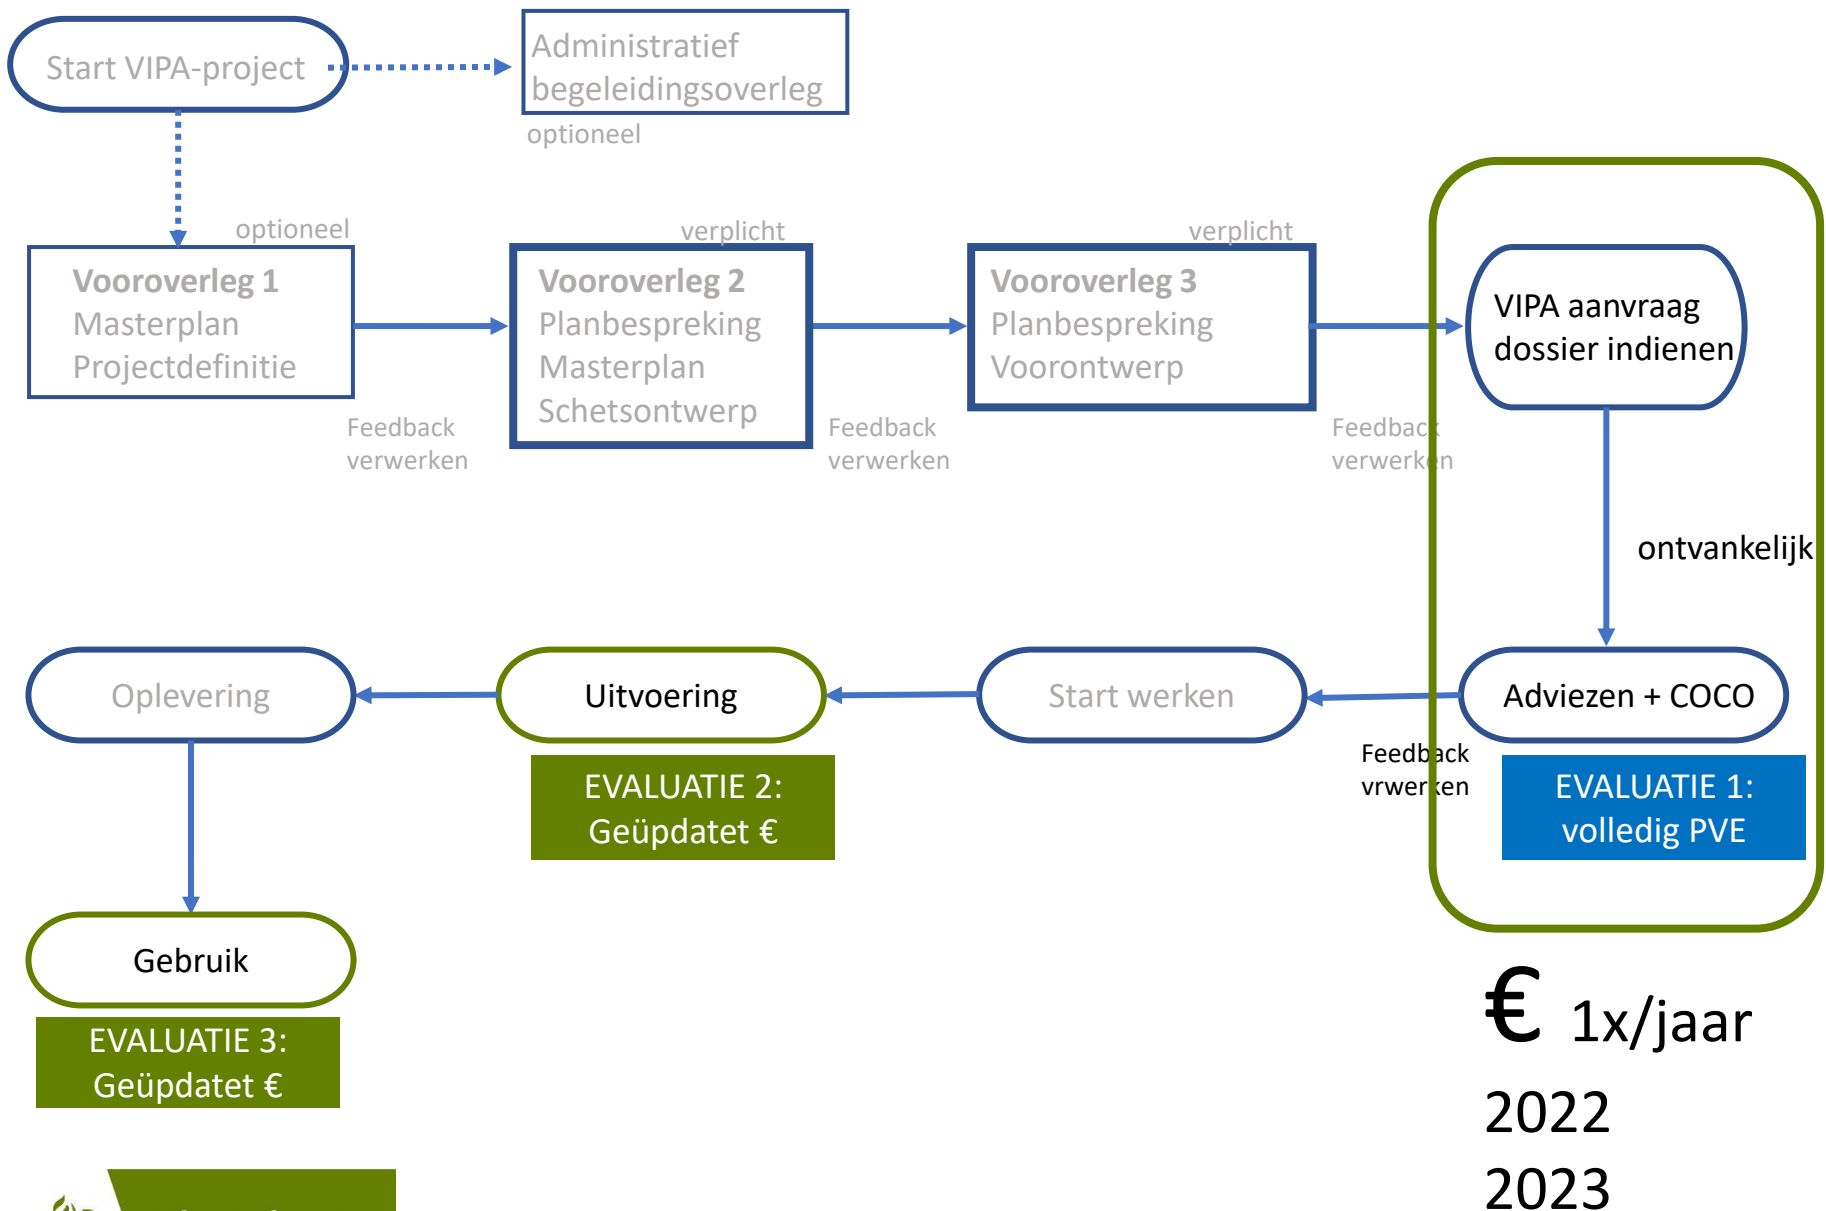 Start VIPA-project
Administratief
begeleidingsoverleg
optioneel
optioneel
Vooroverleg 1
Masterplan
Projectdefinitie
Feedback
verwerken
verplicht
Vooroverleg 2
Planbespreking
Masterplan
Schetsontwerp
Feedback
verwerken
verplicht
Vooroverleg 3
Planbespreking
Voorontwerp
Feedback
verwerken
VIPA aanvraag
dossier indienen
ontvankelijk
Adviezen + COCO
EVALUATIE 1:
volledig PVE
Feedback
vrwerken
Start werken
Uitvoering
EVALUATIE 2:
Geüpdatet €
Oplevering
Gebruik
EVALUATIE 3:
Geüpdatet €
€ 1x/jaar
2022
2023